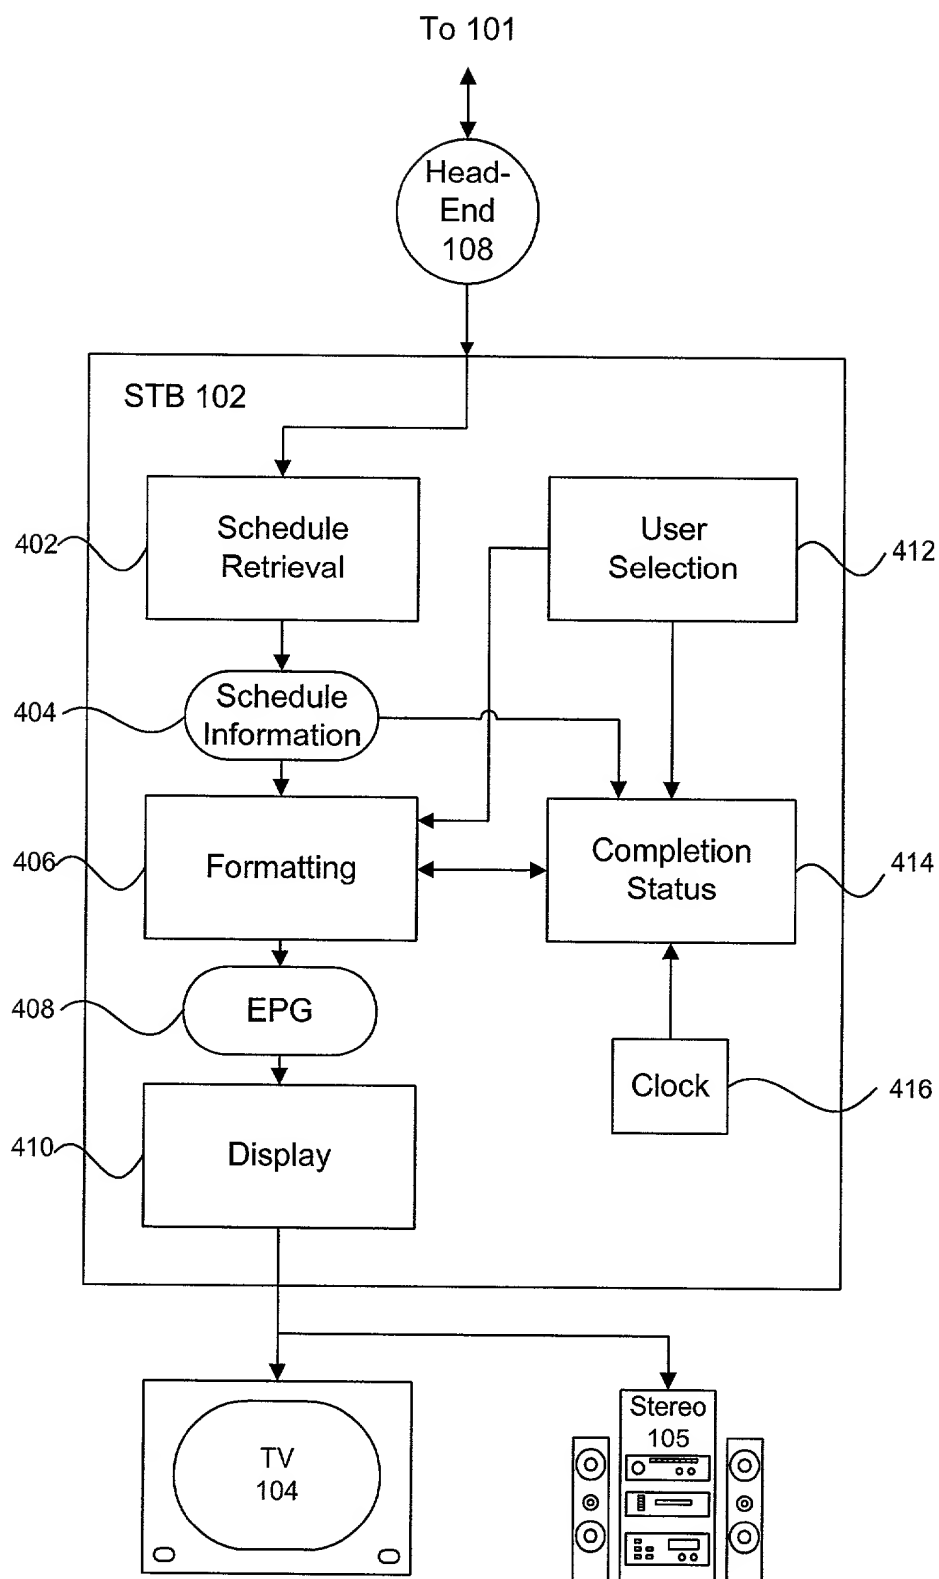 To 101
Head-
End
108
STB 102
402
Schedule
Retrieval
User
Selection
412
404
Schedule
Information
406
Formatting
Completion
Status
414
408
EPG
Clock
416
410
Display
TV
104
Stereo
105